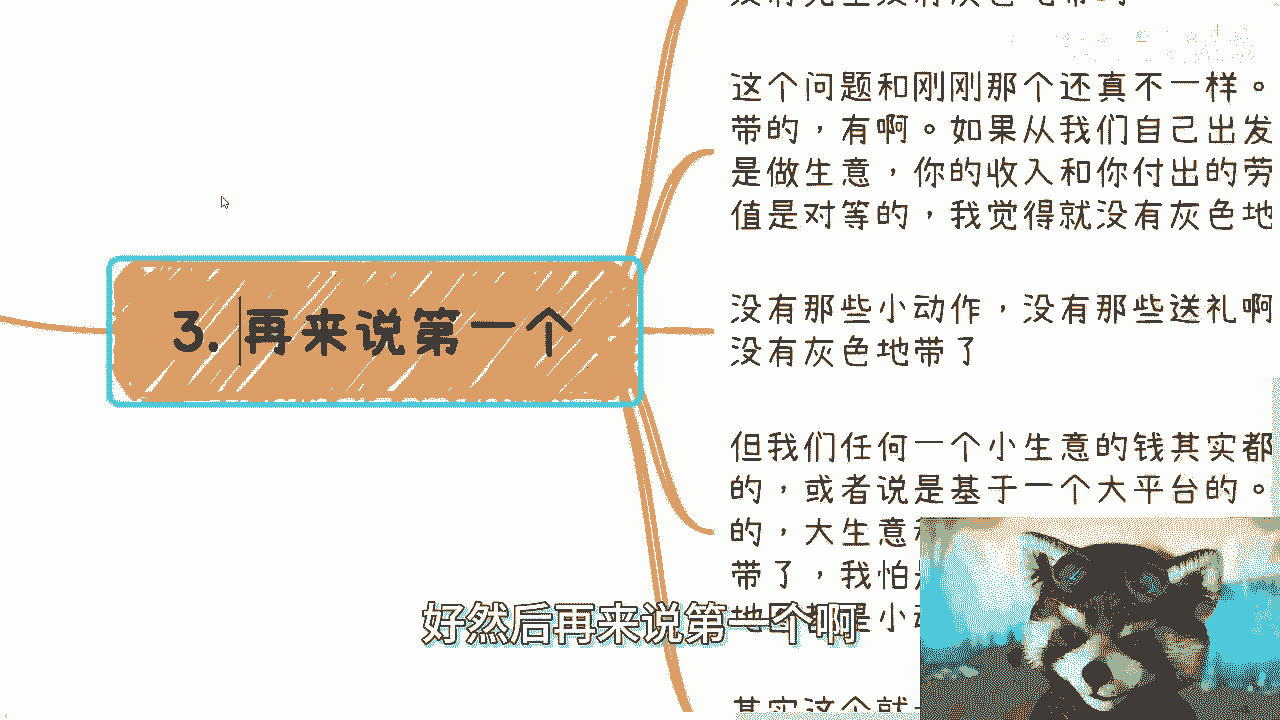 这个问题和刚刚那个还真不一样。
带的，有啊。如果从我们自己出发
是做生意，你的收入和你付出的劳
值是对等的，我觉得就没有灰色地
3. 再来说第一个
没有那些小动作，没有那些送礼啊
没有灰色地带了
但我们任何一个小生意的钱其实都
的，或者说是基于一个大平台的。
的，大生意
带了，我怕
是小
好然后再来说第一个啊
其实这个就